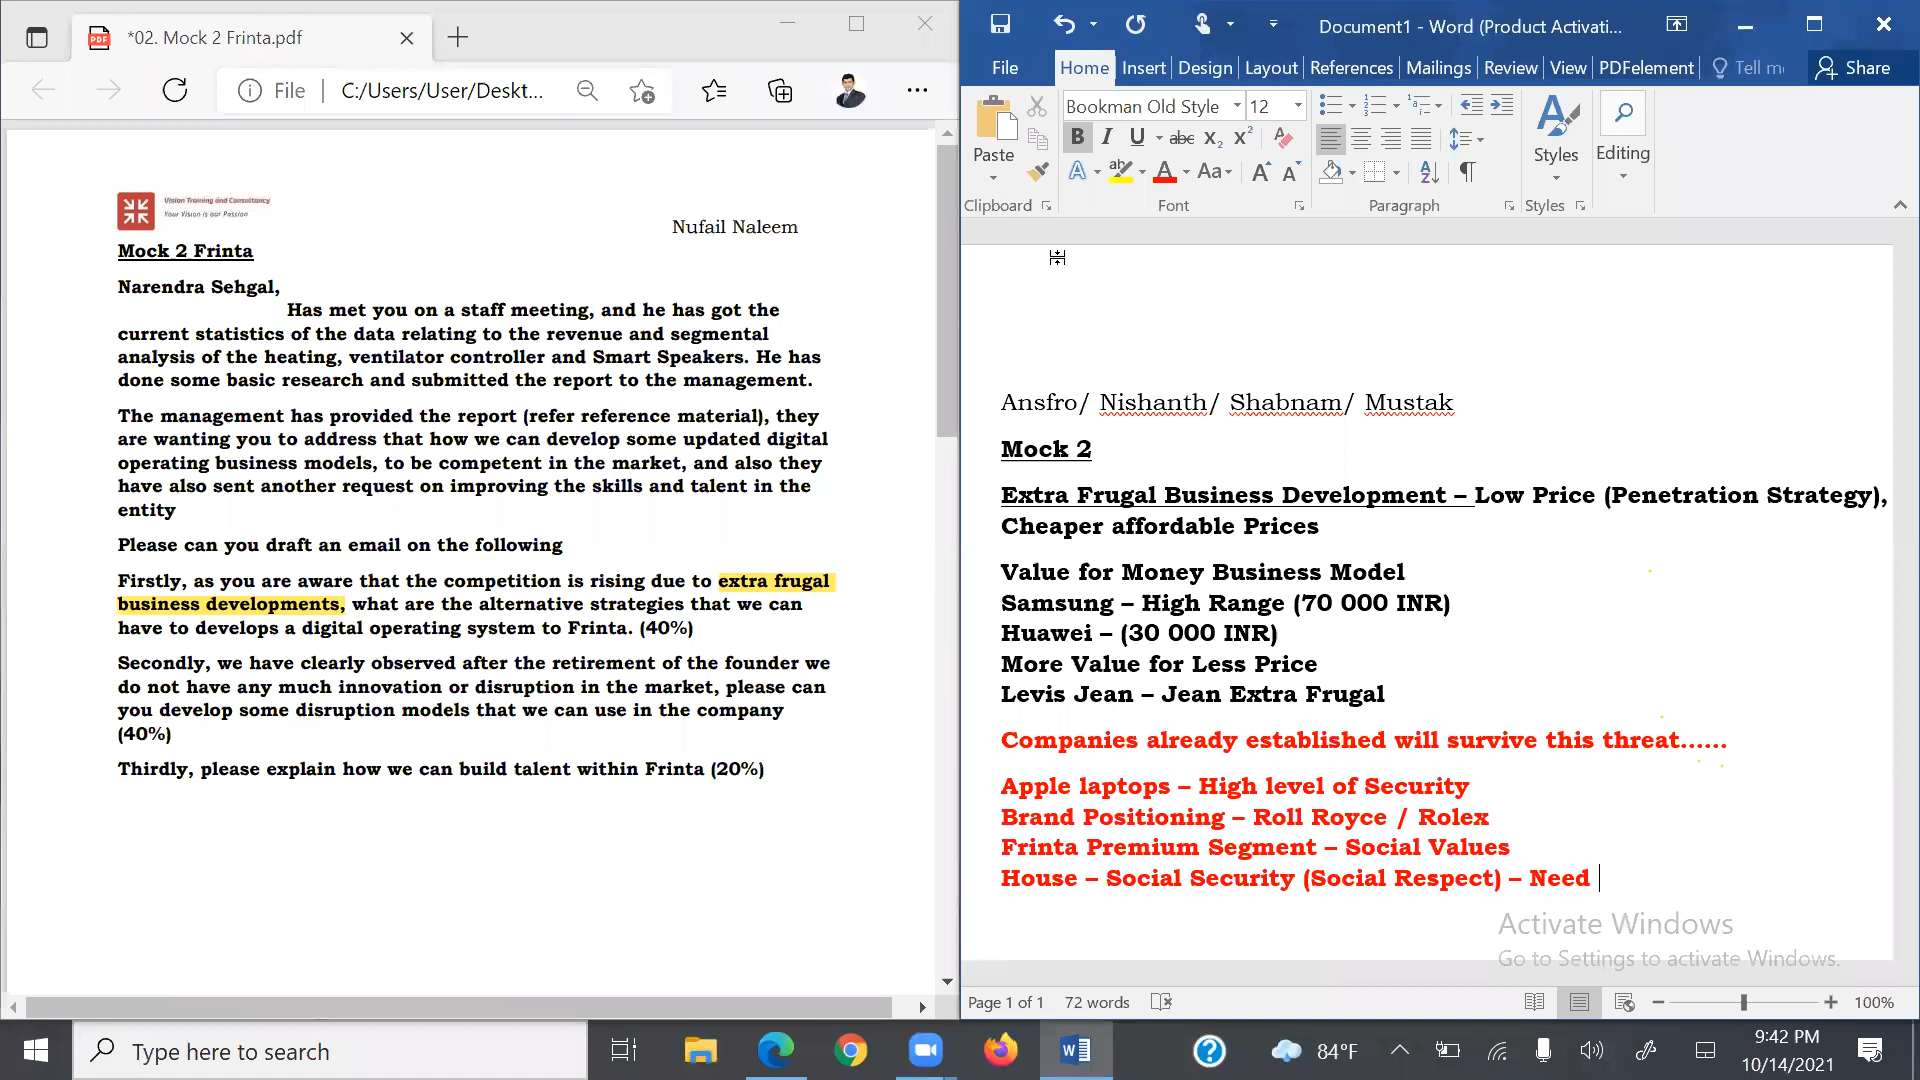 *02. Mock 2 Frinta.pdf
File
C:/Users/User/Deskt...
PDF
Vision Training and Consultancy
Your Vision is our Passion
Nufail Naleem
Mock 2 Frinta
Narendra Sehgal,
Has met you on a staff meeting, and he has got the
current statistics of the data relating to the revenue and segmental
analysis of the heating, ventilator controller and Smart Speakers. He has
done some basic research and submitted the report to the management.
The management has provided the report (refer reference material), they
are wanting you to address that how we can develop some updated digital
operating business models, to be competent in the market, and also they
have also sent another request on improving the skills and talent in the
entity
Please can you draft an email on the following
Firstly, as you are aware that the competition is rising due to extra frugal
business developments, what are the alternative strategies that we can
have to develops a digital operating system to Frinta. (40%)
Secondly, we have clearly observed after the retirement of the founder we
do not have any much innovation or disruption in the market, please can
you develop some disruption models that we can use in the company
(40%)
Thirdly, please explain how we can build talent within Frinta (20%)
Document1 - Word (Product Activati...
File Home Insert Design Layout References Mailings Review View PDFelement Tell me Share
Bookman Old Style 12
Paste
Styles
Editing
Clipboard Font Paragraph Styles
Ansfro/ Nishanth/ Shabnam/ Mustak
Mock 2
Extra Frugal Business Development – Low Price (Penetration Strategy),
Cheaper affordable Prices
Value for Money Business Model
Samsung – High Range (70 000 INR)
Huawei – (30 000 INR)
More Value for Less Price
Levis Jean – Jean Extra Frugal
Companies already established will survive this threat......
Apple laptops – High level of Security
Brand Positioning – Roll Royce / Rolex
Frinta Premium Segment – Social Values
House – Social Security (Social Respect) – Need
Activate Windows
Go to Settings to activate Windows.
Page 1 of 1 72 words
100%
Type here to search
84°F
9:42 PM
10/14/2021